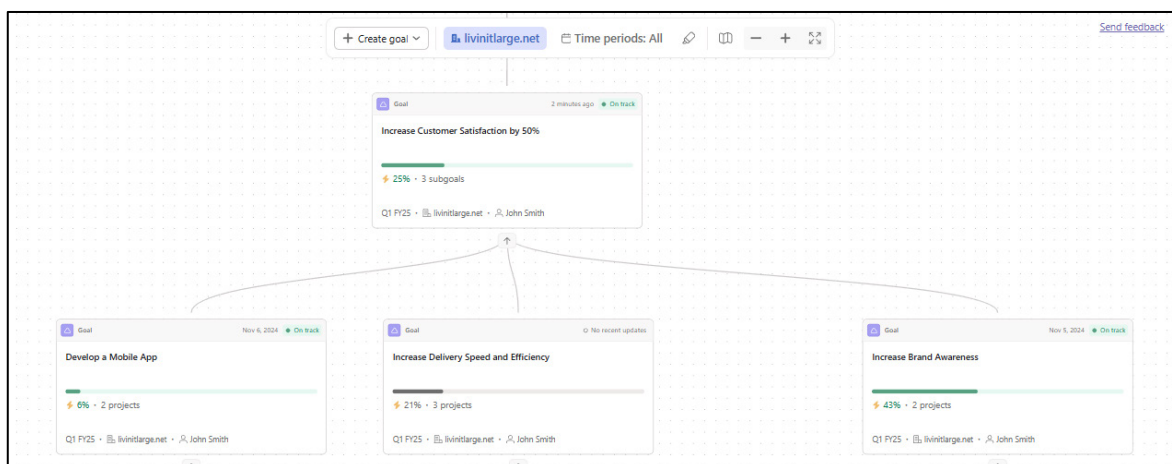 Create goal livinitlarge.net Time periods: All
Send feedback
Goal 2 minutes ago On track
Increase Customer Satisfaction by 50%
25% • 3 subgoals
Q1 FY25 • livinitlarge.net • John Smith
Goal Nov 6, 2024 On track
Develop a Mobile App
6% • 2 projects
Q1 FY25 • livinitlarge.net • John Smith
Goal No recent updates
Increase Delivery Speed and Efficiency
21% • 3 projects
Q1 FY25 • livinitlarge.net • John Smith
Goal Nov 5, 2024 On track
Increase Brand Awareness
43% • 2 projects
Q1 FY25 • livinitlarge.net • John Smith